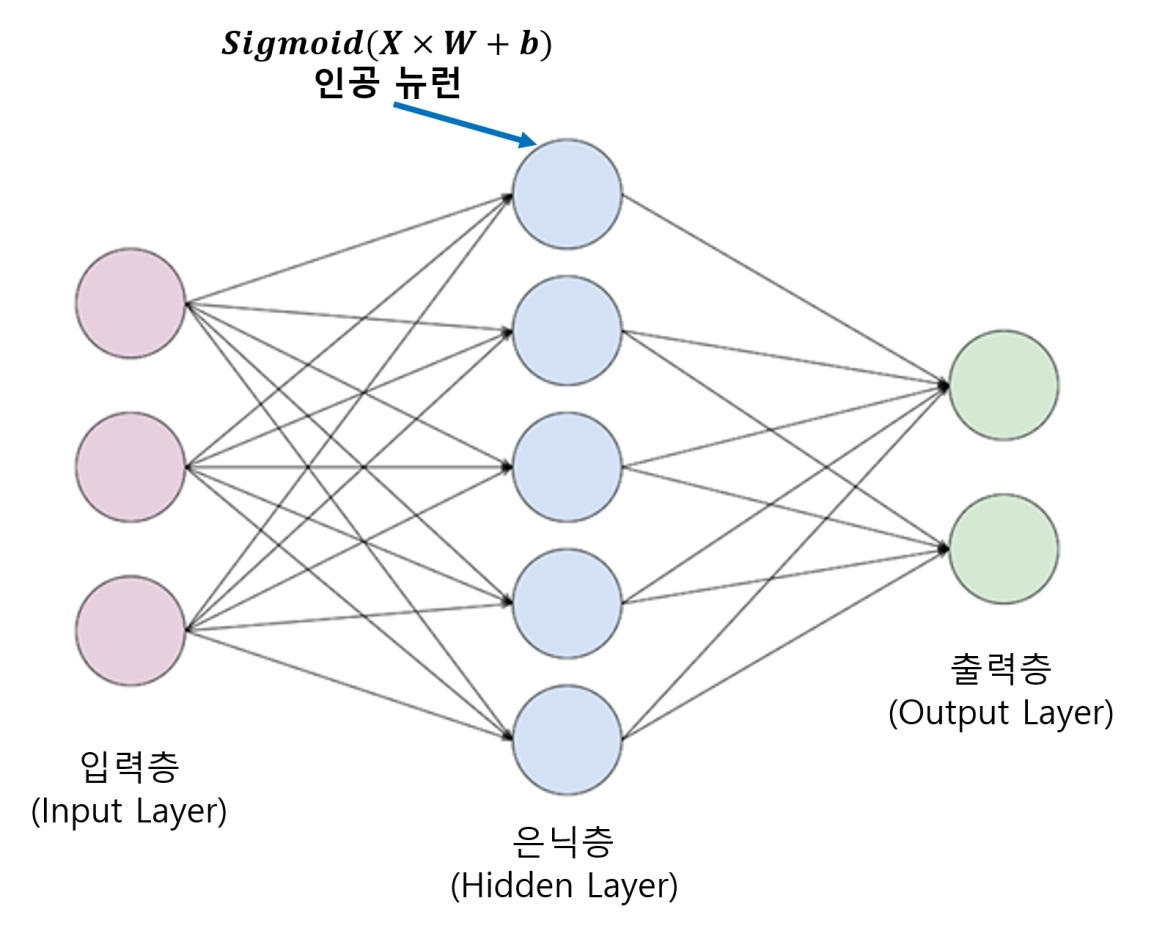 Sigmoid(X × W + b)
인공 뉴런
입력층
(Input Layer)
은닉층
(Hidden Layer)
출력층
(Output Layer)